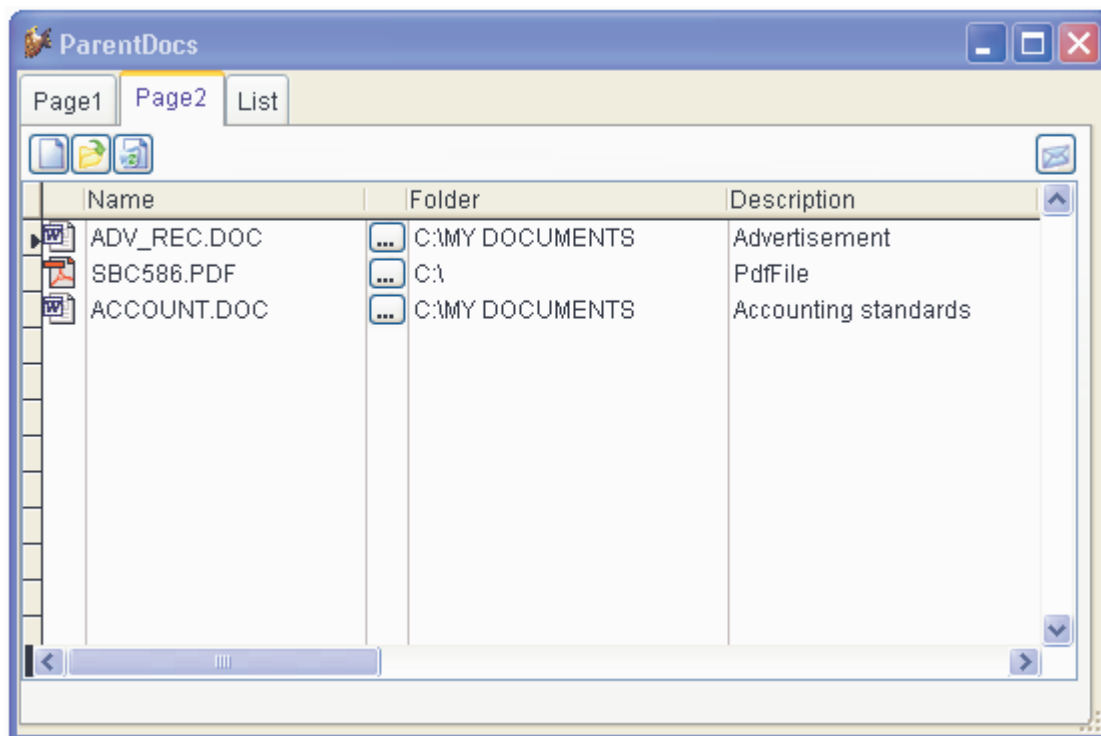 ParentDocs
Page1 Page2 List
Name Folder Description
ADV_REC.DOC ... C:\MY DOCUMENTS Advertisement
SBC586.PDF ... C:\ PdfFile
ACCOUNT.DOC ... C:\MY DOCUMENTS Accounting standards